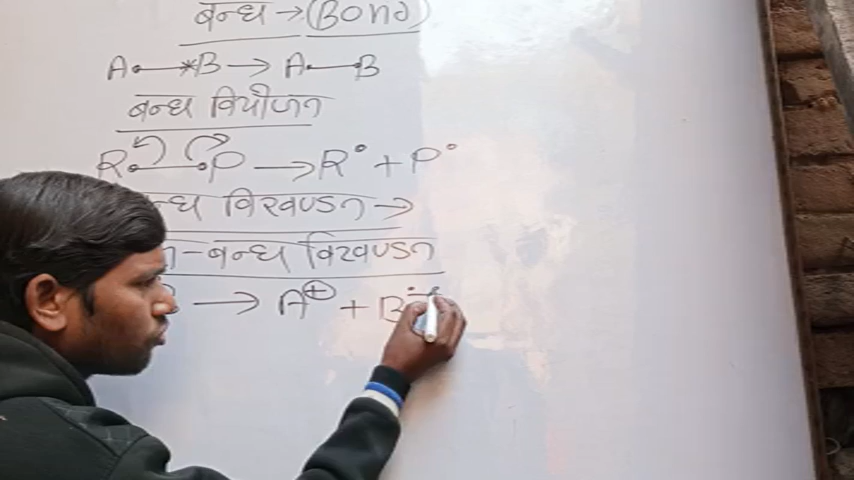 बन्ध → (Bond)
A•—*B → A•—•B
बन्ध वियोजन
R•—•P → R• + P•
विखण्डन →
-बन्ध विखण्डन
→ A⊕ + B